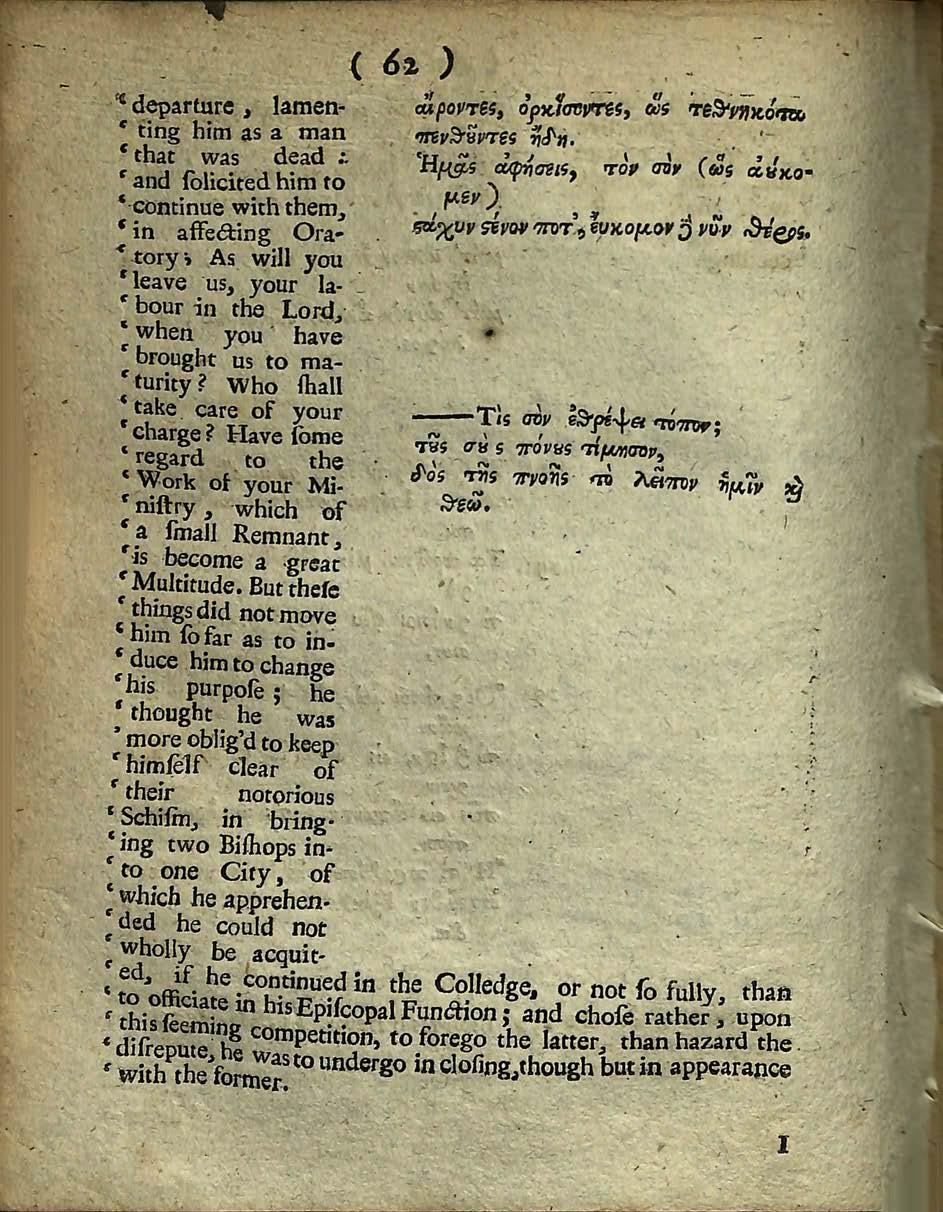 ( 62 )
‘ departure , lamen-
‘ ting him as a man
‘ that was dead :
‘ and ſolicited him to
‘ continue with them,
‘ in affecting Ora-
‘ tory ; As will you
‘ leave us, your la-
‘ bour in the Lord,
‘ when you have
‘ brought us to ma-
‘ turity ? Who ſhall
‘ take care of your
‘ charge ? Have ſome
‘ regard to the
‘ Work of your Mi-
‘ niſtry , which of
‘ a ſmall Remnant ,
‘ is become a great
‘ Multitude. But theſe
‘ things did not move
‘ him ſo far as to in-
‘ duce him to change
‘ his purpoſe ; he
‘ thought he was
’ more oblig'd to keep
‘ himſelf clear of
‘ their notorious
‘ Schiſm, in bring-
‘ ing two Biſhops in-
‘ to one City , of
‘ which he apprehen-
‘ ded he could not
‘ wholly be acquit-
‘ ed, if he continued in the Colledge, or not ſo fully, than
‘ to officiate in his Epiſcopal Function ; and choſe rather , upon
‘ this ſeeming competition, to forego the latter, than hazard the
‘ diſrepute, he was to undergo in cloſing, though but in appearance
‘ with the former.
αἴροντες, ὡς τεθνηκότα
πενθοῦντες ἤδη.
Ἡμᾶς ἀφήσεις, τὸν σὸν (ὡς
μεν)
στάχυν στένον ποτ', ἔυκομον ϳ νῦν θέρος.
——Τίς σὸν τόπον ;
τοὺς σοὺς πόνους τίμησον,
δὸς τῆς πνοῆς τὸ λεῖπον ἡμῖν ϗ
θεῶ.
I